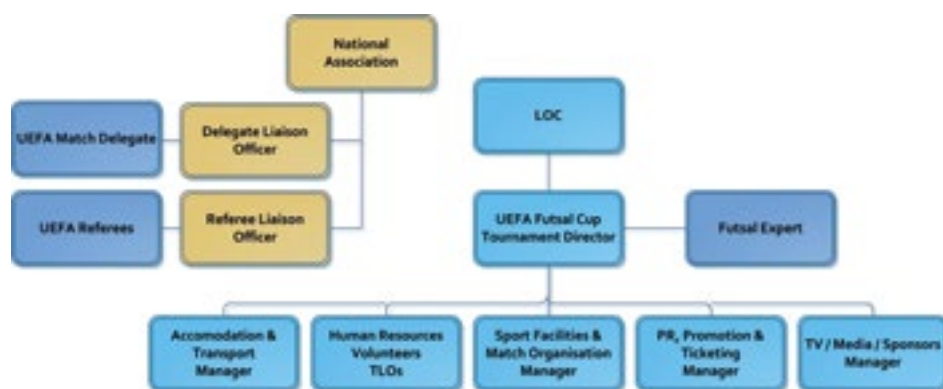 National
Association
LOC
UEFA Match Delegate
Delegate Liaison
Officer
UEFA Referees
Referee Liaison
Officer
UEFA Futsal Cup
Tournament Director
Futsal Expert
Accomodation &
Transport
Manager
Human Resources
Volunteers
TLOs
Sport Facilities &
Match Organisation
Manager
PR, Promotion &
Ticketing
Manager
TV / Media / Sponsors
Manager